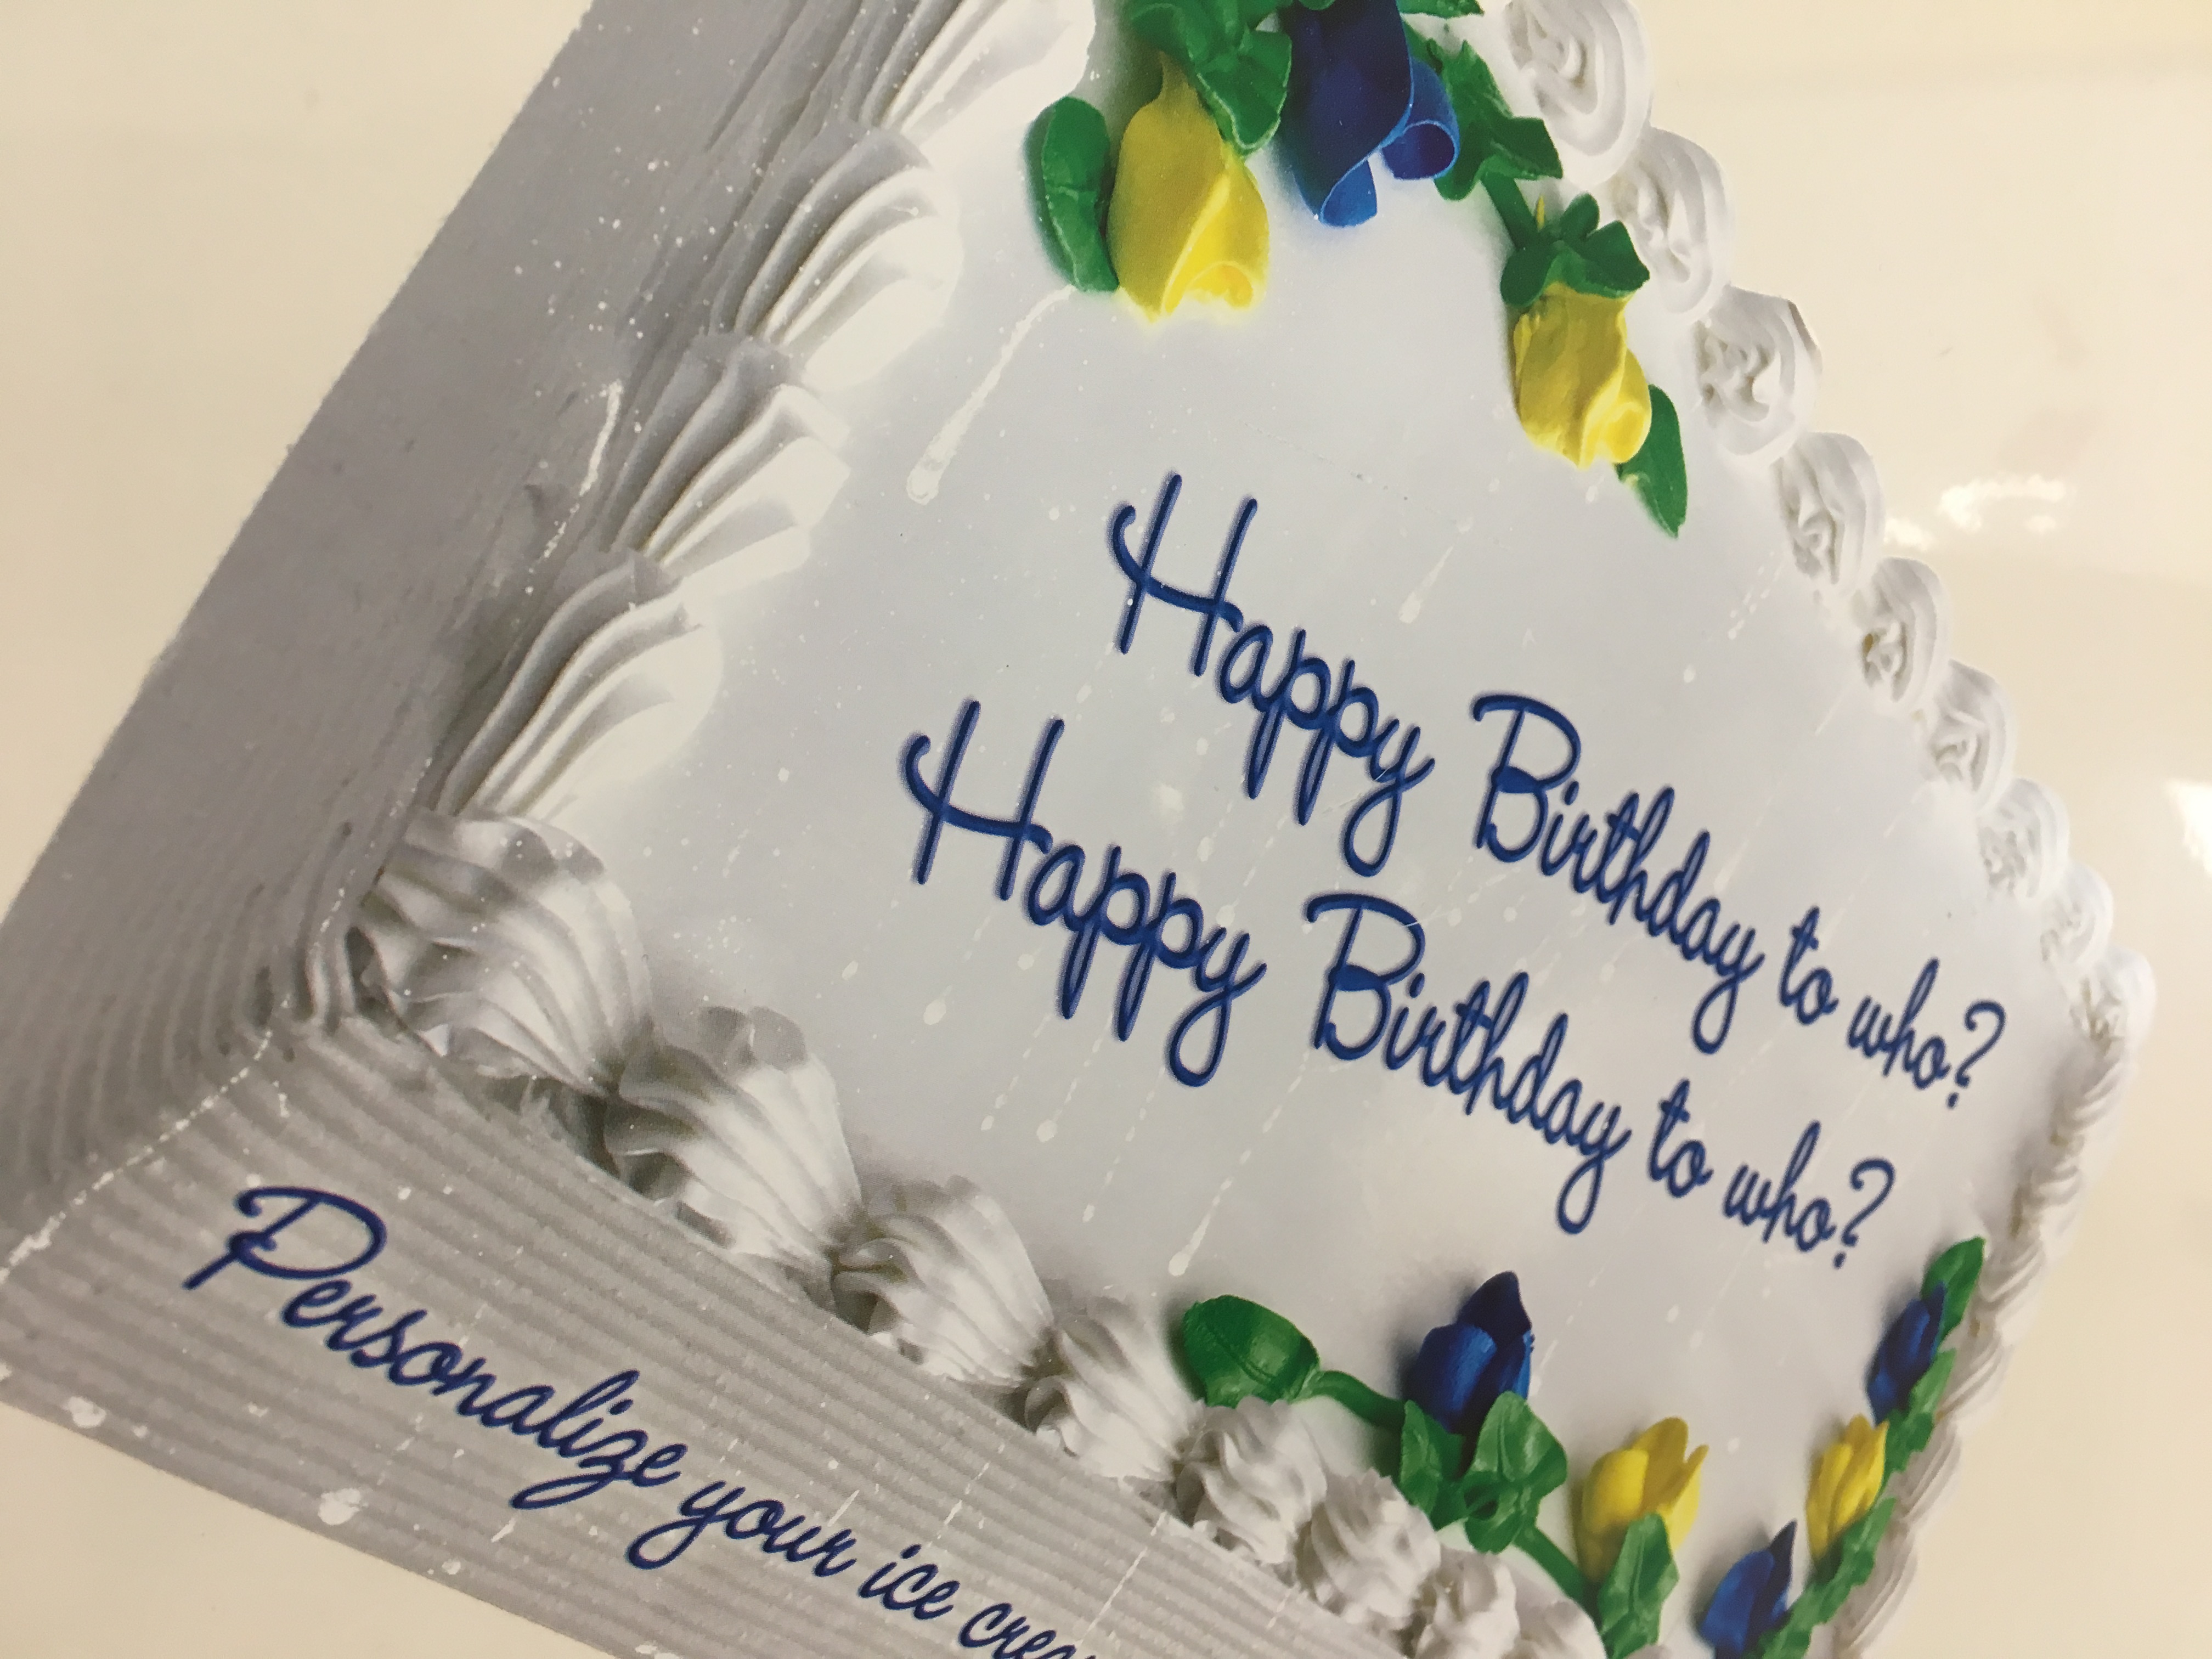 Happy Birthday to who?
Happy Birthday to who?
Personalize your ice